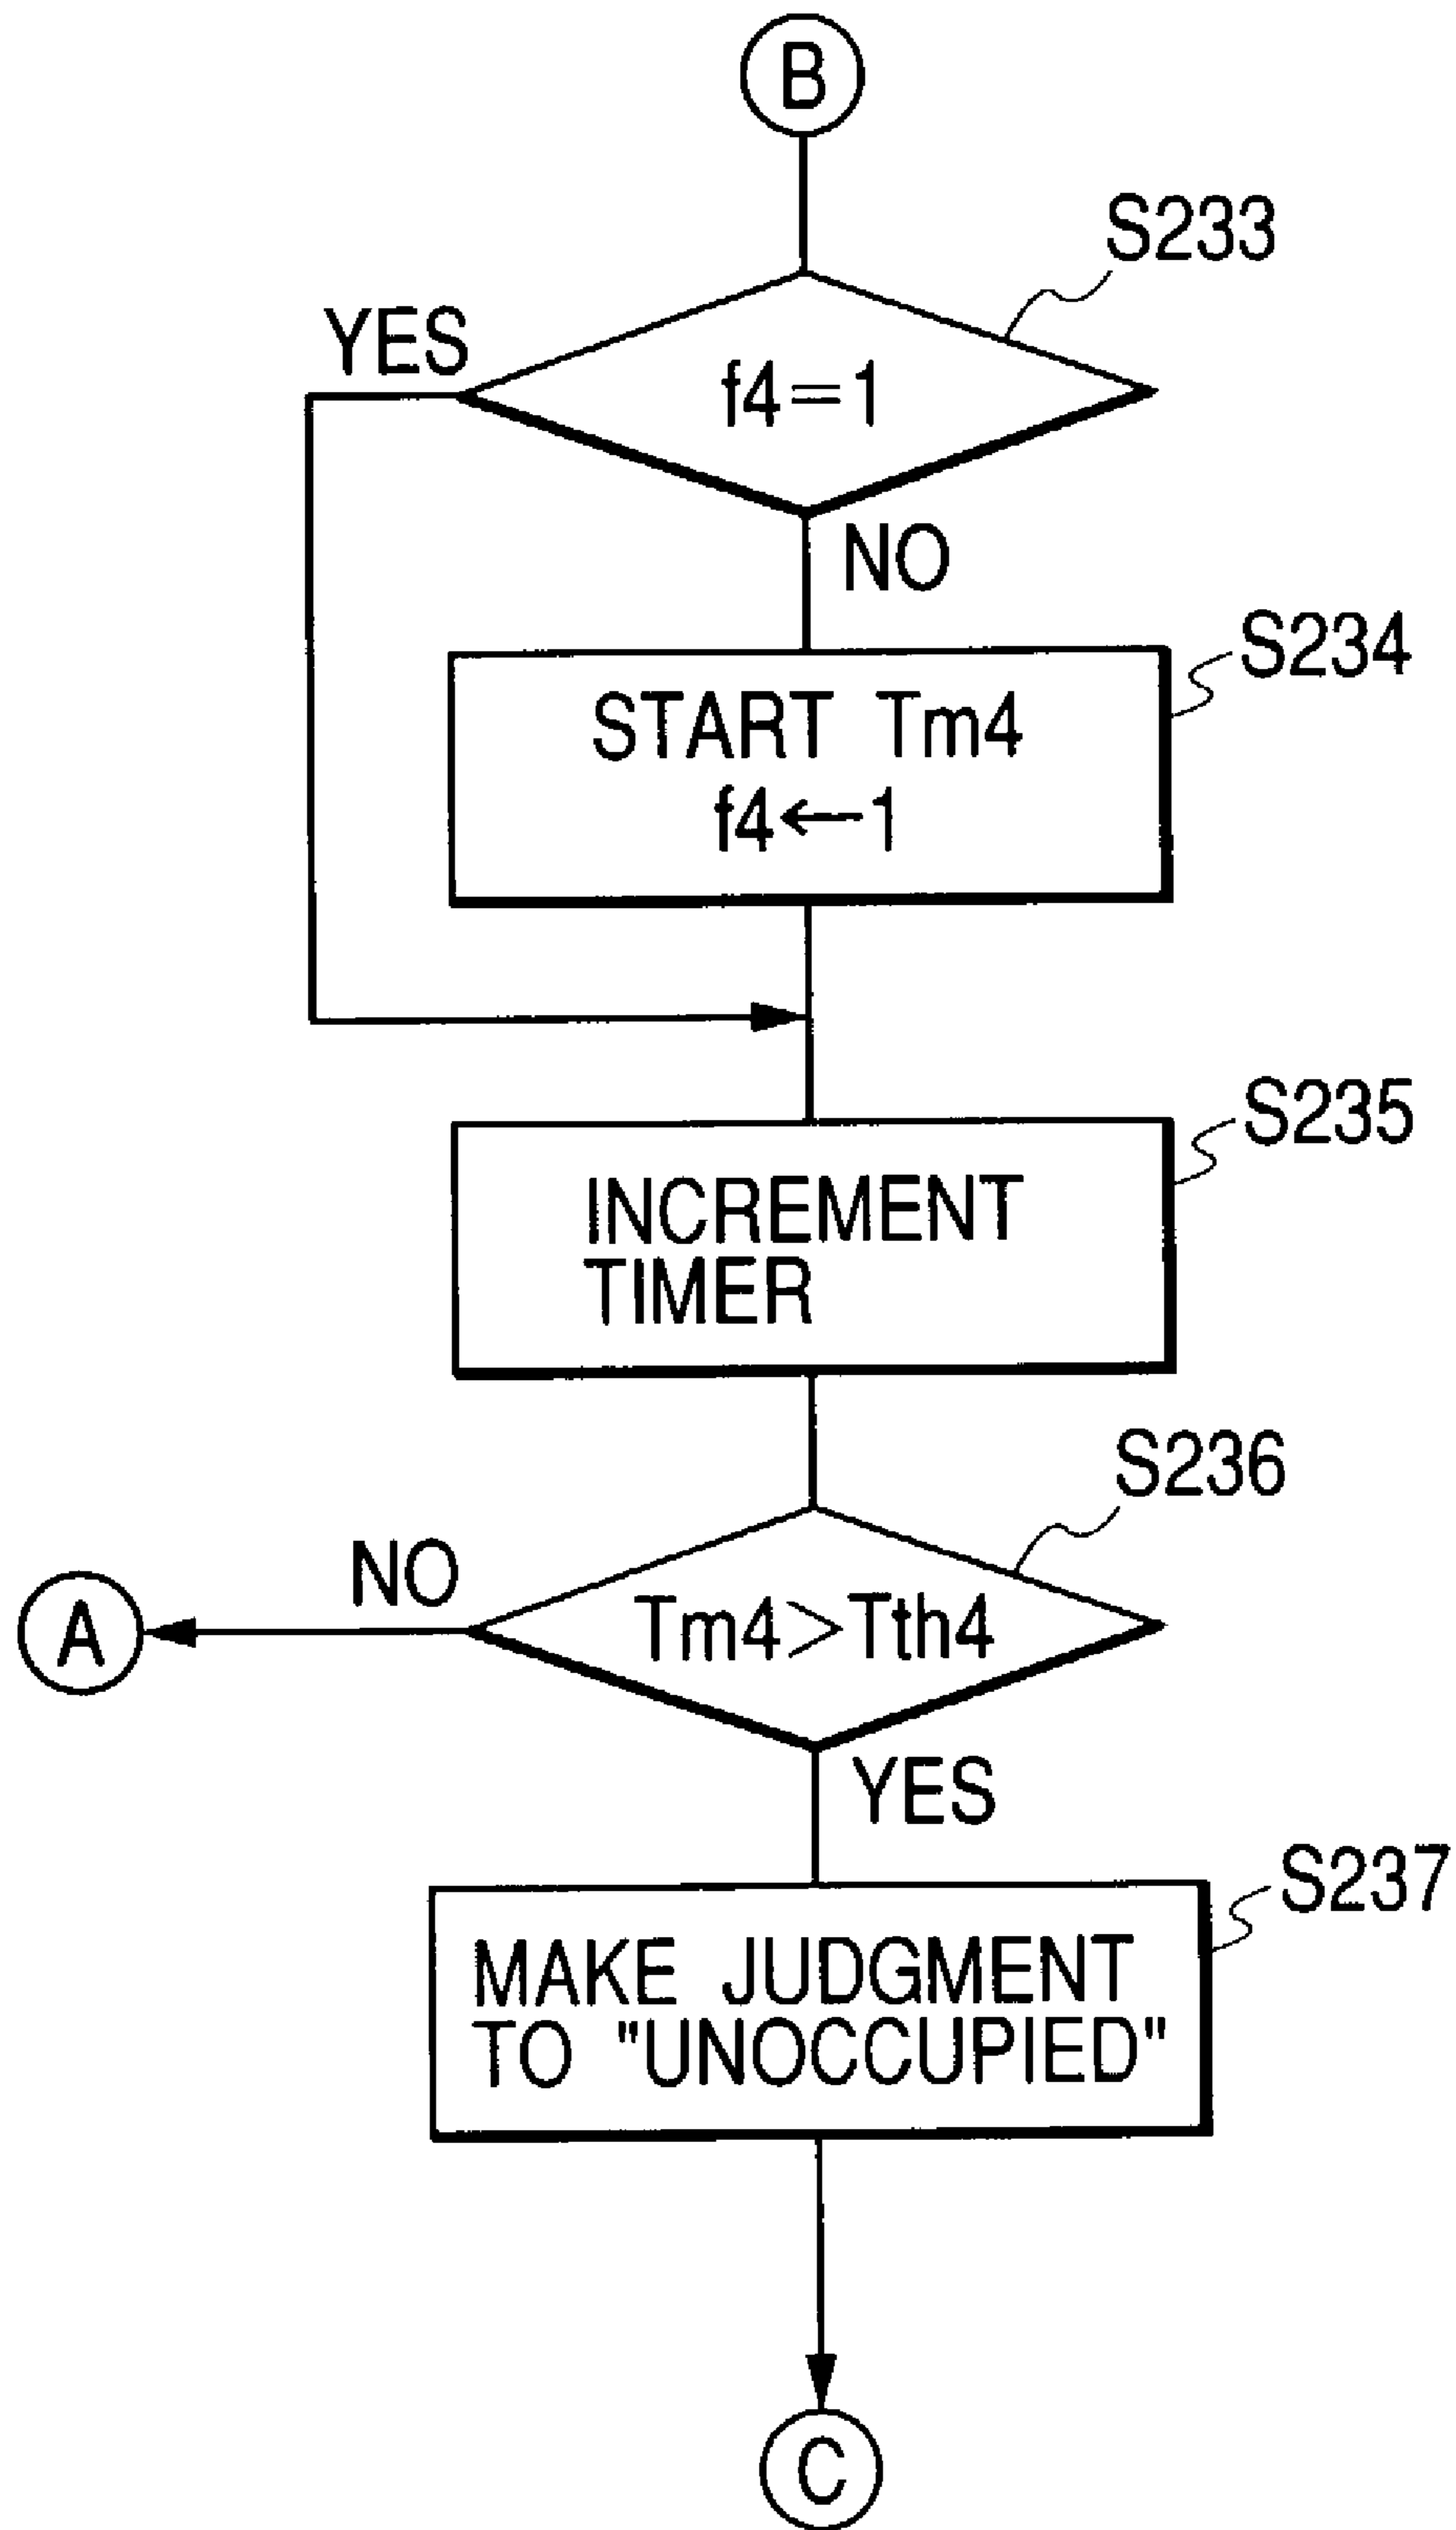 B
S233
YES
f4=1
NO
S234
START Tm4
f4←1
S235
INCREMENT
TIMER
S236
NO
A
Tm4>Tth4
YES
S237
MAKE JUDGMENT
TO "UNOCCUPIED"
C